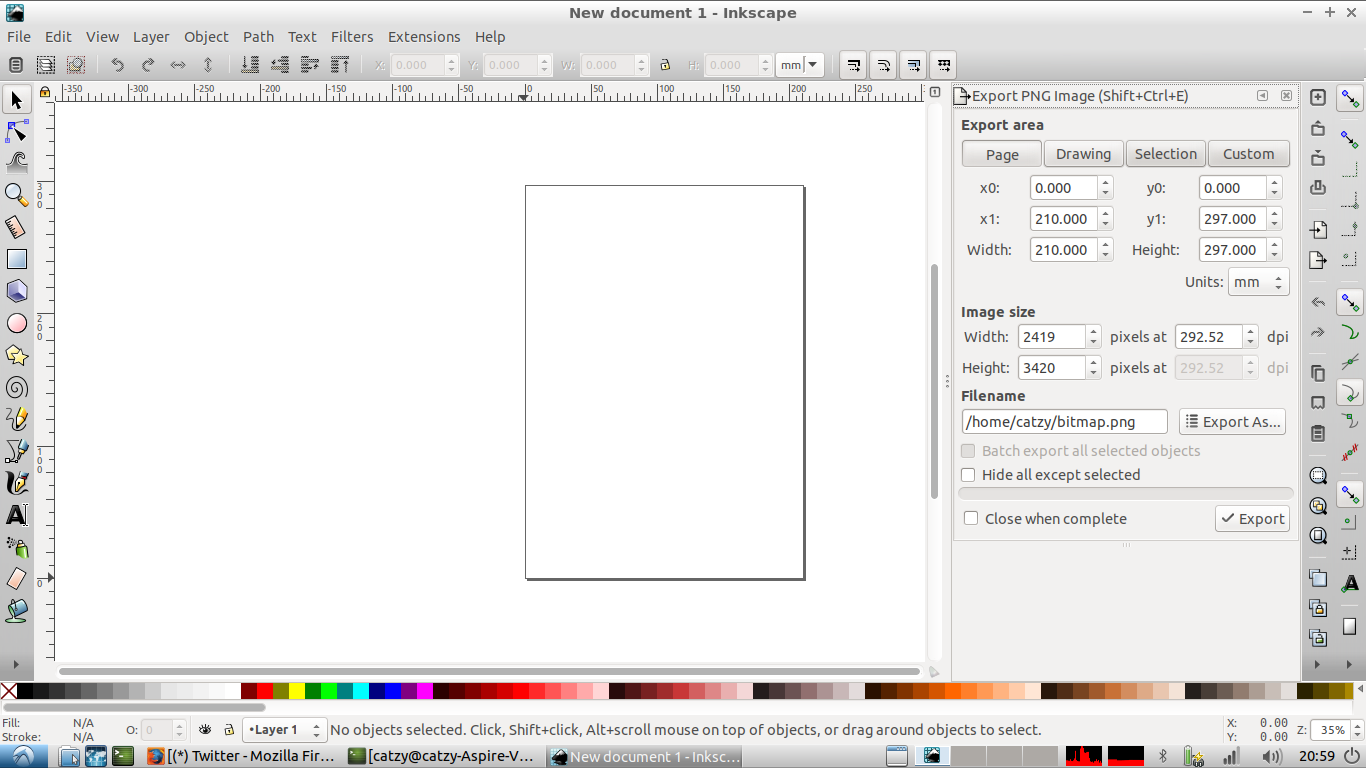 New document 1 - Inkscape
File Edit View Layer Object Path Text Filters Extensions Help
X: 0.000 Y: 0.000 W: 0.000 H: 0.000 mm
-350 -300 -250 -200 -150 -100 -50 0 50 100 150 200 250
300
200
100
0
Export PNG Image (Shift+Ctrl+E)
Export area
Page Drawing Selection Custom
x0: 0.000 y0: 0.000
x1: 210.000 y1: 297.000
Width: 210.000 Height: 297.000
Units: mm
Image size
Width: 2419 pixels at 292.52 dpi
Height: 3420 pixels at 292.52 dpi
Filename
/home/catzy/bitmap.png Export As...
Batch export all selected objects
Hide all except selected
Close when complete Export
Fill: N/A
Stroke: N/A
O: 0
•Layer 1
No objects selected. Click, Shift+click, Alt+scroll mouse on top of objects, or drag around objects to select.
X: 0.00
Y: 0.00
Z: 35%
[(*) Twitter - Mozilla Fir... [catzy@catzy-Aspire-V... New document 1 - Inksc... 20:59